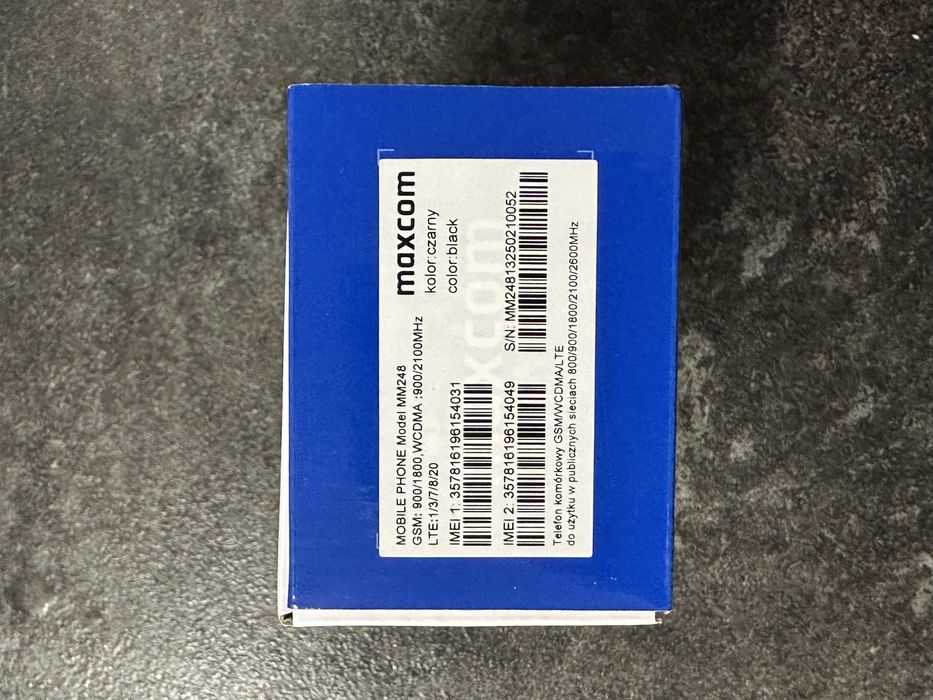 maxcom
MOBILE PHONE Model MM248
GSM: 900/1800,WCDMA :900/2100MHz
kolor:czarny
LTE:1/3/7/8/20
color:black
IMEI 1: 357816196154031
IMEI 2: 357816196154049
S/N: MM24813250210052
Telefon komórkowy GSM/WCDMA/LTE
do użytku w publicznych sieciach 800/900/1800/2100/2600MHz
maxcom